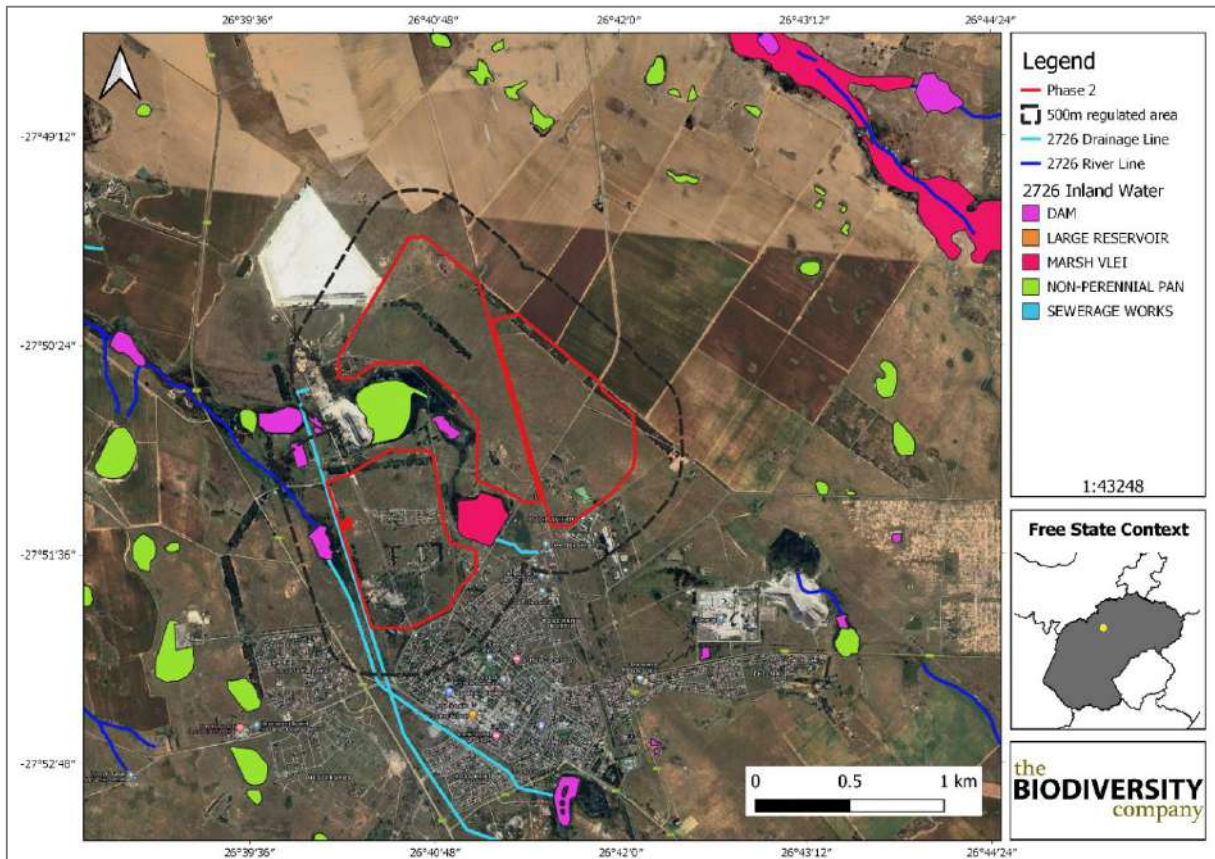 26°39'36" 26°40'48" 26°42'0" 26°43'12" 26°44'24"
-27°49'12"
-27°50'24"
-27°51'36"
-27°52'48"
Legend
Phase 2
500m regulated area
2726 Drainage Line
2726 River Line
2726 Inland Water
DAM
LARGE RESERVOIR
MARSH VLEI
NON-PERENNIAL PAN
SEWERAGE WORKS
1:43248
Free State Context
the
BIODIVERSITY
company
0 0.5 1 km
26°39'36" 26°40'48" 26°42'0" 26°43'12" 26°44'24"